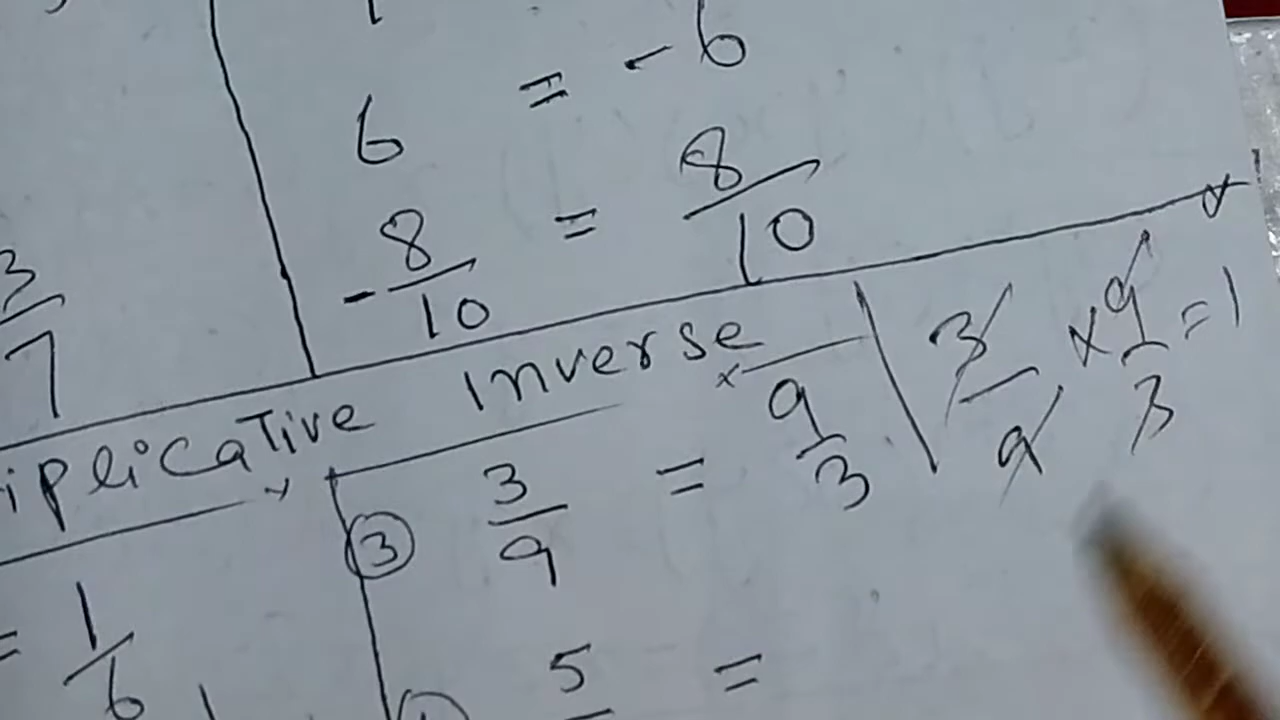 6 = -6
-8/10 = 8/10
3/7
iplicative Inverse
③ 3/9 = 9/3
3/9 × 9/3 = 1
= 1/6
5 =